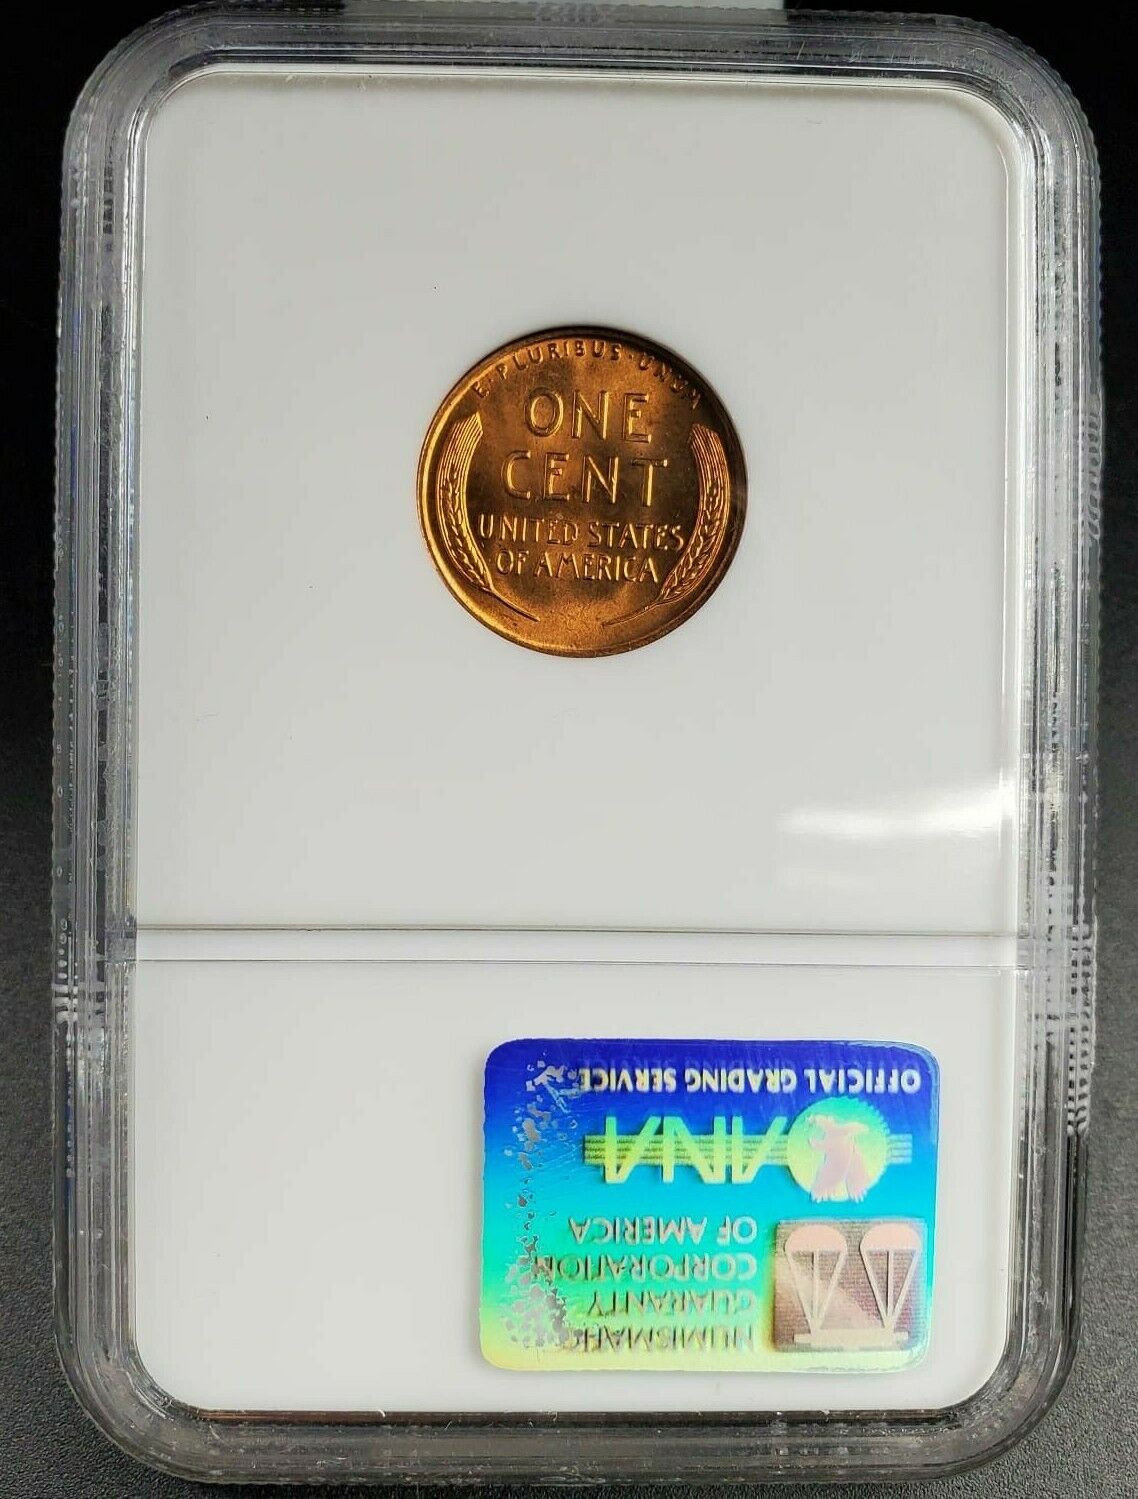 E·PLURIBUS·UNUM
ONE
CENT
UNITED STATES
OF AMERICA
OFFICIAL GRADING SERVICE
ANA
NUMISMATIC
GUARANTY
CORPORATION
OF AMERICA